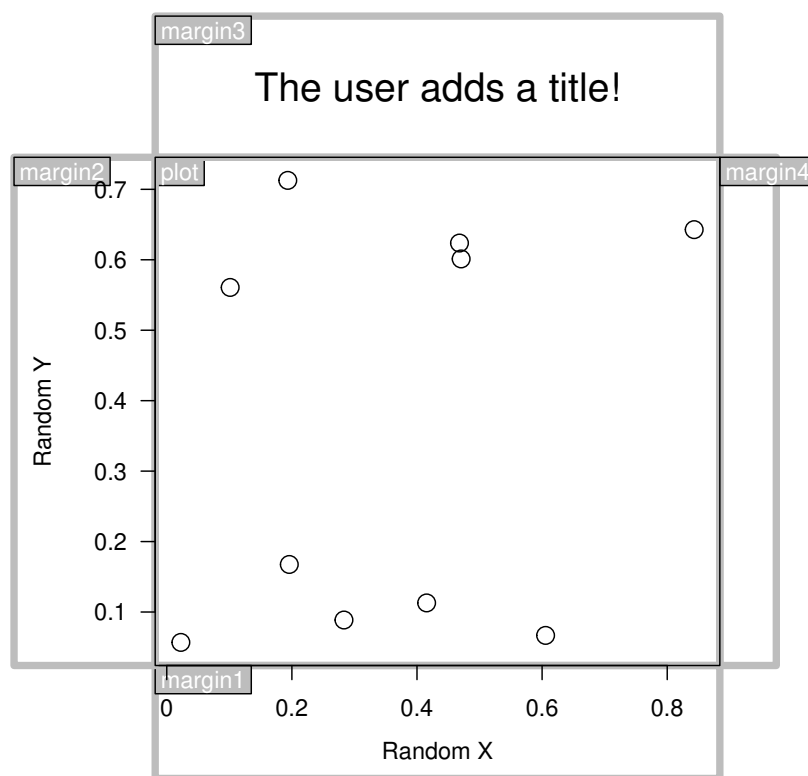 margin3
The user adds a title!
margin2
plot
margin4
0.7
0.6
0.5
0.4
0.3
0.2
0.1
Random Y
margin1
0
0.2
0.4
0.6
0.8
Random X